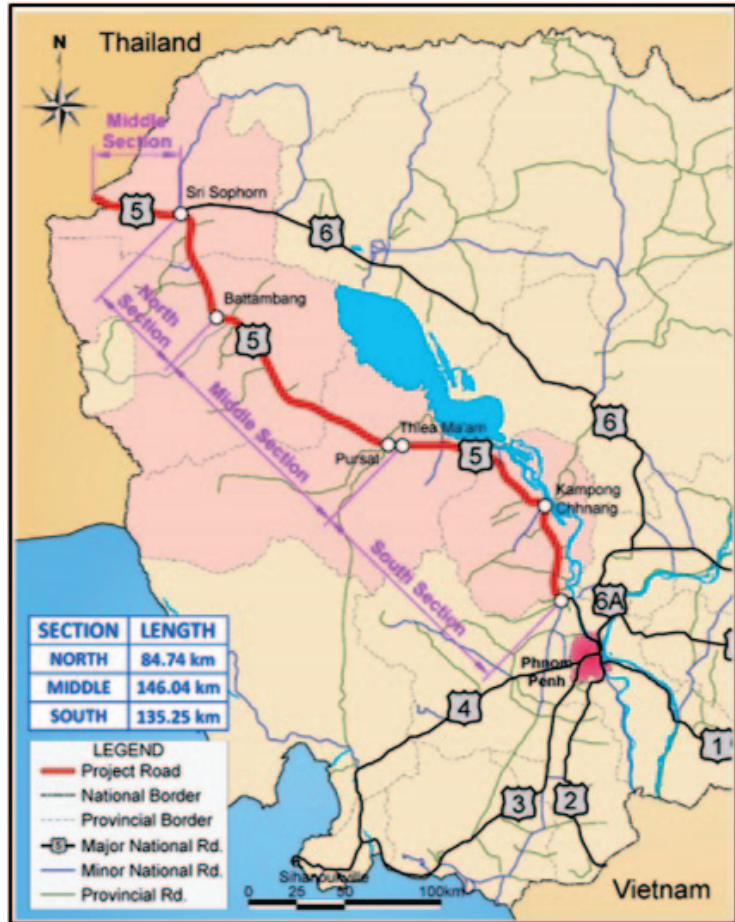 N
Thailand
Middle
Section
Sri Sophorn
5
6
North
Section
Battambang
5
Middle Section
Thlea Ma'am
Pursat
5
6
Kampong
Chhnang
South Section
6A
Phnom
Penh
4
1
3
2
SECTION LENGTH
NORTH 84.74 km
MIDDLE 146.04 km
SOUTH 135.25 km
LEGEND
Project Road
National Border
Provincial Border
5 Major National Rd.
Minor National Rd.
Provincial Rd.
Sihanoukville
0 25 50 100km
Vietnam